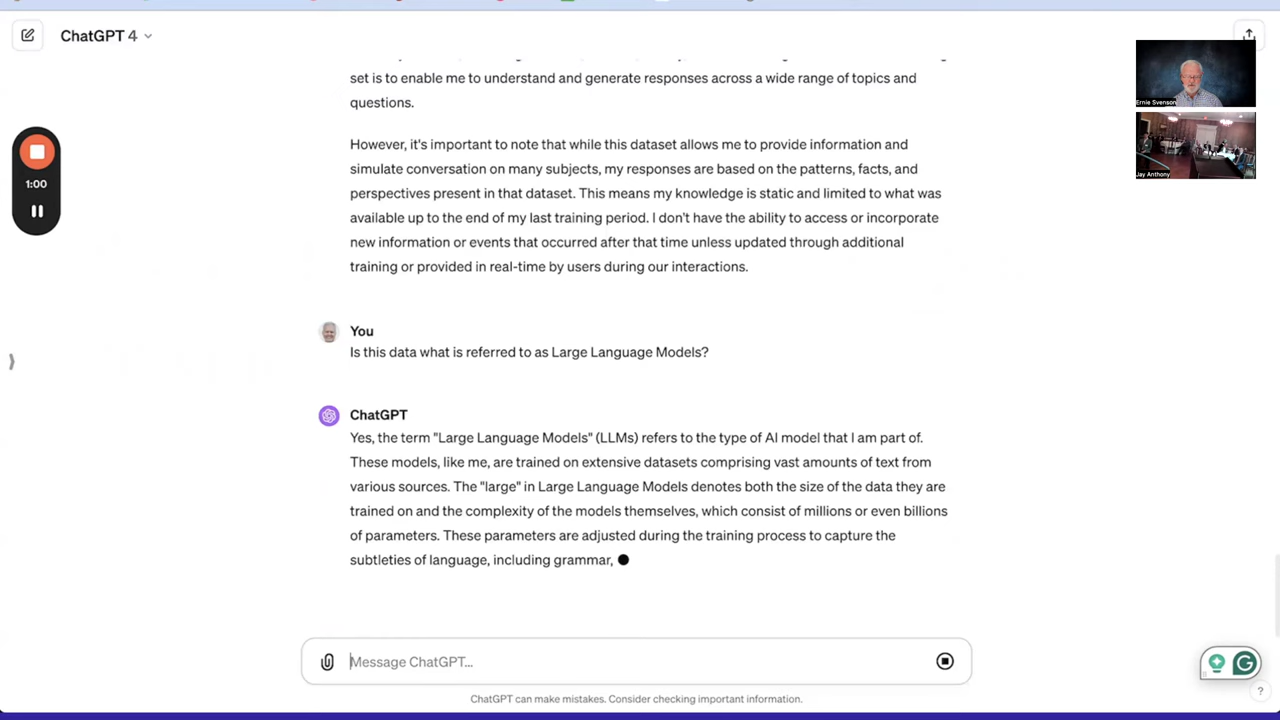 ChatGPT 4
set is to enable me to understand and generate responses across a wide range of topics and
questions.
However, it's important to note that while this dataset allows me to provide information and
simulate conversation on many subjects, my responses are based on the patterns, facts, and
perspectives present in that dataset. This means my knowledge is static and limited to what was
available up to the end of my last training period. I don't have the ability to access or incorporate
new information or events that occurred after that time unless updated through additional
training or provided in real-time by users during our interactions.
You
Is this data what is referred to as Large Language Models?
ChatGPT
Yes, the term "Large Language Models" (LLMs) refers to the type of AI model that I am part of.
These models, like me, are trained on extensive datasets comprising vast amounts of text from
various sources. The "large" in Large Language Models denotes both the size of the data they are
trained on and the complexity of the models themselves, which consist of millions or even billions
of parameters. These parameters are adjusted during the training process to capture the
subtleties of language, including grammar,
Message ChatGPT...
ChatGPT can make mistakes. Consider checking important information.
1:00
Ernie Svenson
Jay Anthony
G
?